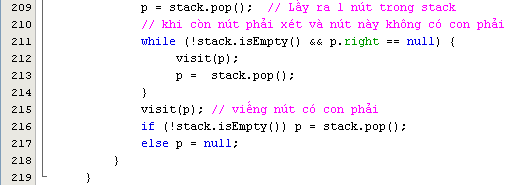 209 p = stack.pop(); // Lấy ra 1 nút trong stack
210 // khi còn nút phải xét và nút này không có con phải
211 while (!stack.isEmpty() && p.right == null) {
212 visit(p);
213 p =  stack.pop();
214 }
215 visit(p); // viếng nút có con phải
216 if (!stack.isEmpty()) p = stack.pop();
217 else p = null;
218 }
219 }